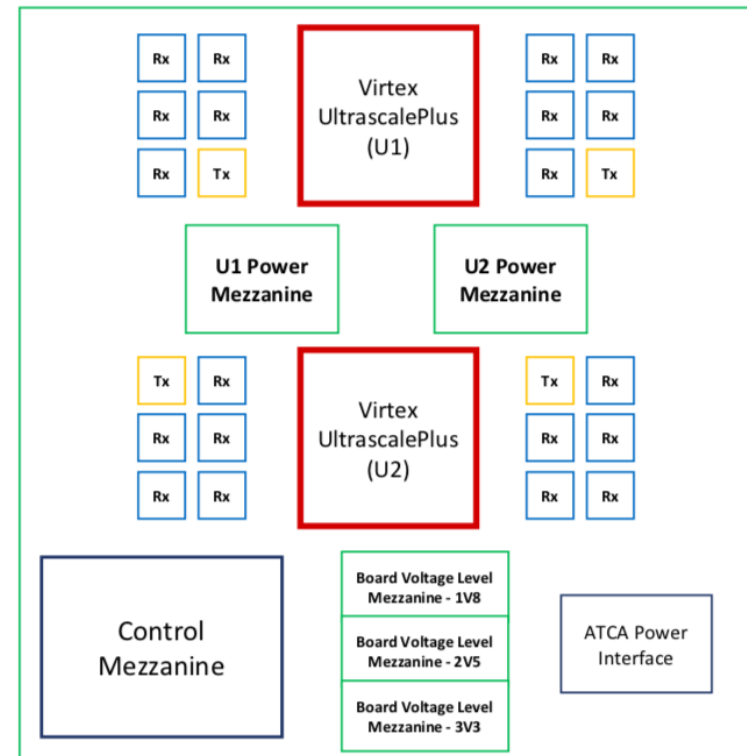 Rx Rx
Virtex
UltrascalePlus
(U1)
Rx Rx
Rx Rx
Rx Rx
Rx Tx
Rx Tx
U1 Power
Mezzanine
U2 Power
Mezzanine
Tx Rx
Virtex
UltrascalePlus
(U2)
Tx Rx
Rx Rx
Rx Rx
Rx Rx
Rx Rx
Control
Mezzanine
Board Voltage Level
Mezzanine - 1V8
Board Voltage Level
Mezzanine - 2V5
Board Voltage Level
Mezzanine - 3V3
ATCA Power
Interface